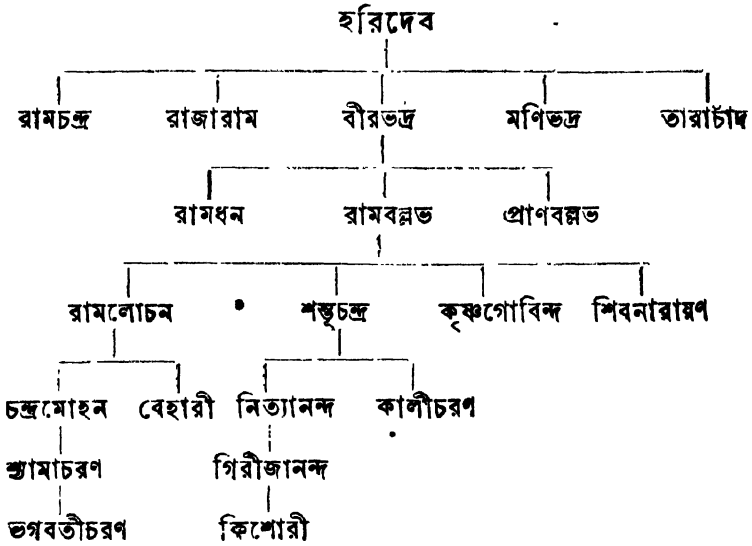 হরিদেব
রামচন্দ্র রাজারাম বীরভদ্র মণিভদ্র তারাচাঁদ
রামধন রামবল্লভ প্রাণবল্লভ
রামলোচন শম্ভূচন্দ্র কৃষ্ণগোবিন্দ শিবনারায়ণ
চন্দ্রমোহন বেহারী নিত্যানন্দ কালীচরণ
শ্যামাচরণ গিরীজানন্দ
ভগবতীচরণ কিশোরী